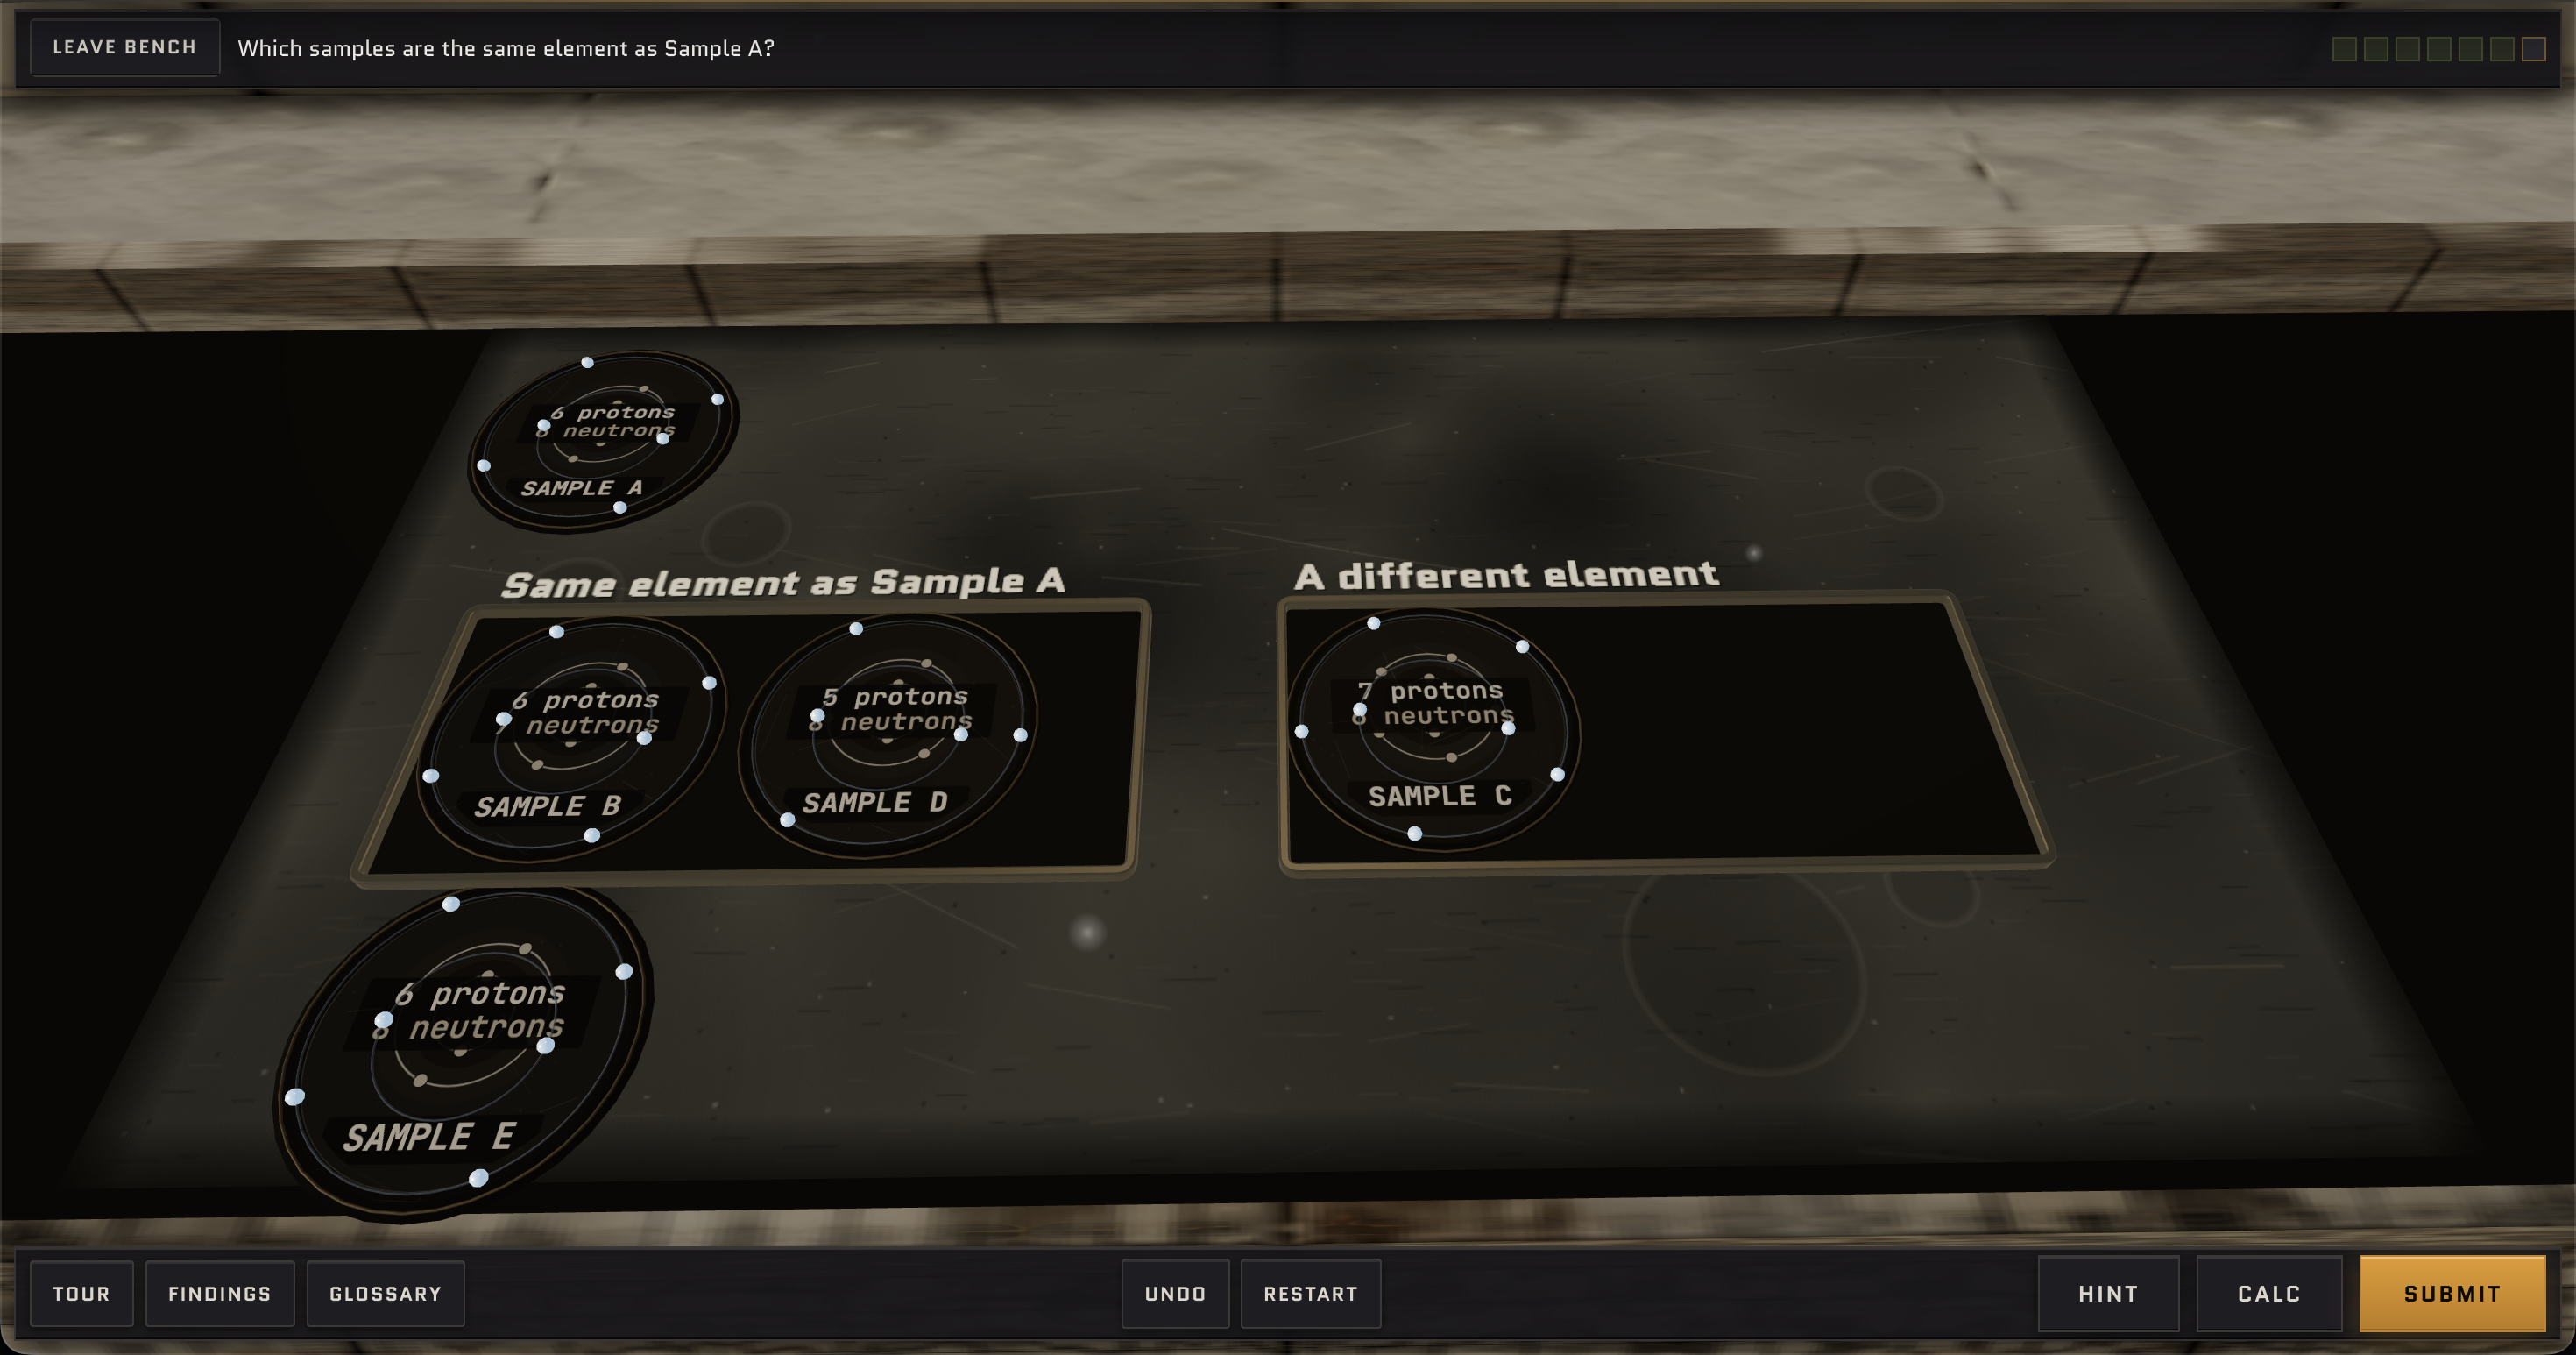 LEAVE BENCH
Which samples are the same element as Sample A?
6 protons
8 neutrons
SAMPLE A
Same element as Sample A
A different element
6 protons
7 neutrons
SAMPLE B
5 protons
8 neutrons
SAMPLE D
7 protons
8 neutrons
SAMPLE C
6 protons
8 neutrons
SAMPLE E
TOUR
FINDINGS
GLOSSARY
UNDO
RESTART
HINT
CALC
SUBMIT